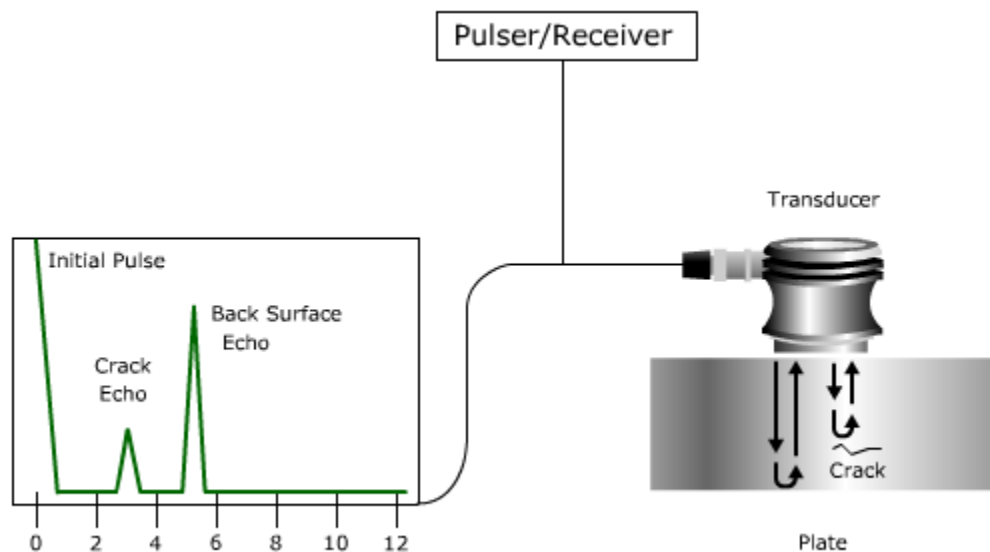 Pulser/Receiver
Transducer
Initial Pulse
Back Surface
Echo
Crack
Echo
Crack
0 2 4 6 8 10 12
Plate